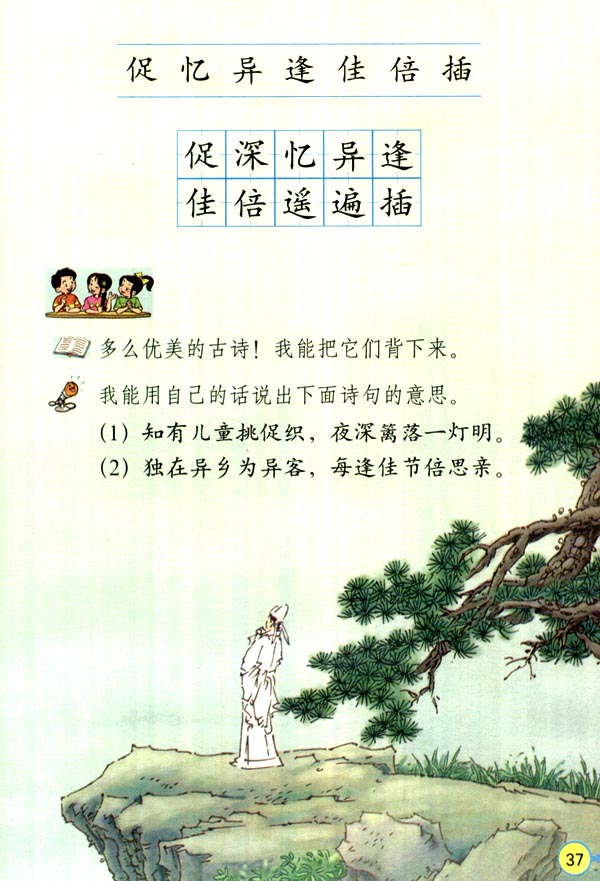 促 忆 异 逢 佳 倍 插
促 深 忆 异 逢
佳 倍 遥 遍 插
多么优美的古诗！我能把它们背下来。
我能用自己的话说出下面诗句的意思。
(1) 知有儿童挑促织，夜深篱落一灯明。
(2) 独在异乡为异客，每逢佳节倍思亲。
37